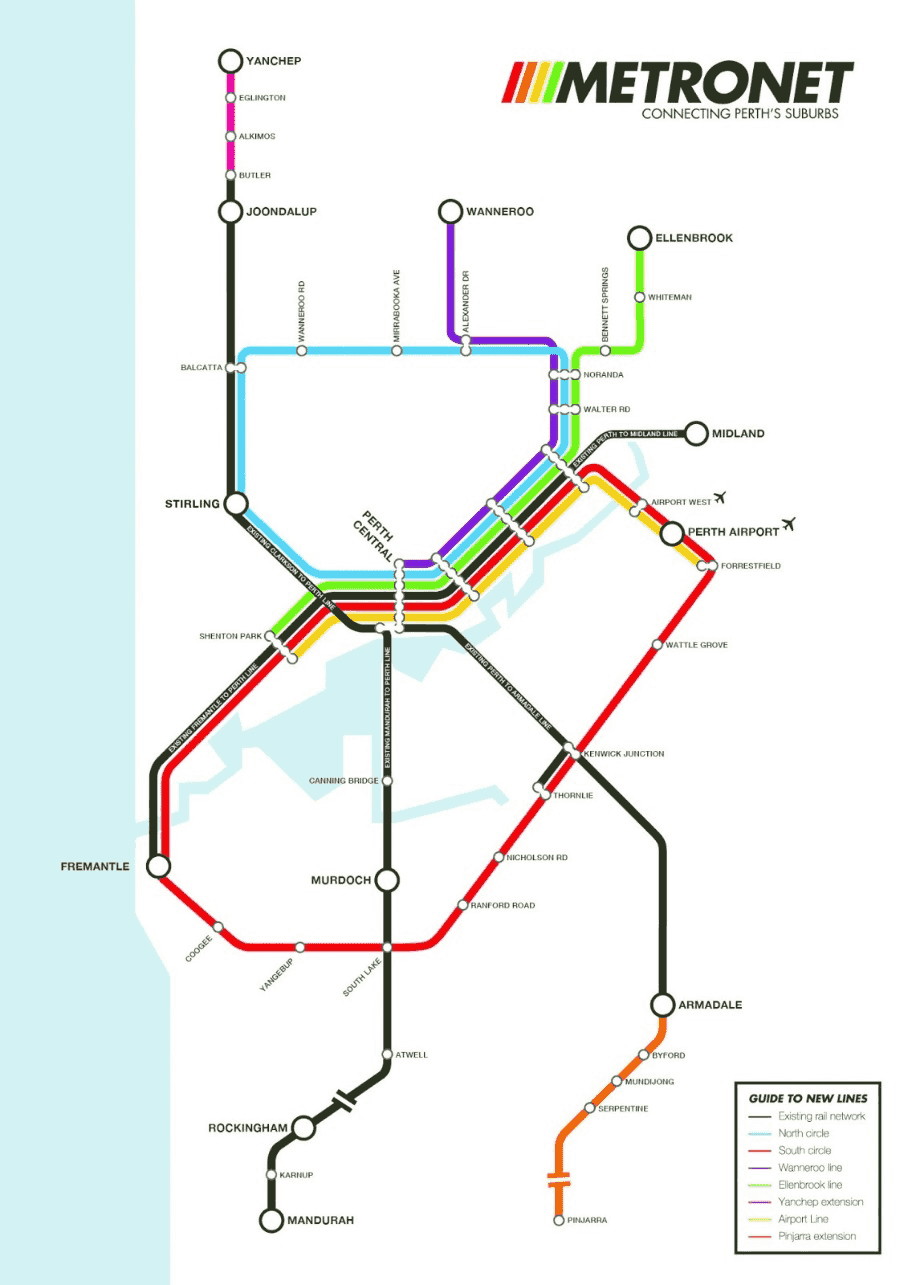 METRONET
CONNECTING PERTH'S SUBURBS
YANCHEP
EGLINGTON
ALKIMOS
BUTLER
JOONDALUP
WANNEROO
ELLENBROOK
WHITEMAN
WANNEROO RD
MIRRABOOKA AVE
ALEXANDER DR
BENNETT SPRINGS
BALCATTA
NORANDA
WALTER RD
EXISTING PERTH TO MIDLAND LINE
MIDLAND
STIRLING
AIRPORT WEST
PERTH
CENTRAL
PERTH AIRPORT
EXISTING CLARKSON TO PERTH LINE
FORRESTFIELD
SHENTON PARK
WATTLE GROVE
EXISTING FREMANTLE TO PERTH LINE
EXISTING MANDURAH TO PERTH LINE
EXISTING PERTH TO ARMADALE LINE
KENWICK JUNCTION
CANNING BRIDGE
THORNLIE
FREMANTLE
NICHOLSON RD
MURDOCH
RANFORD ROAD
COOGEE
YANGEBUP
SOUTH LAKE
ARMADALE
ATWELL
BYFORD
MUNDIJONG
SERPENTINE
ROCKINGHAM
KARNUP
MANDURAH
PINJARRA
GUIDE TO NEW LINES
Existing rail network
North circle
South circle
Wanneroo line
Ellenbrook line
Yanchep extension
Airport Line
Pinjarra extension